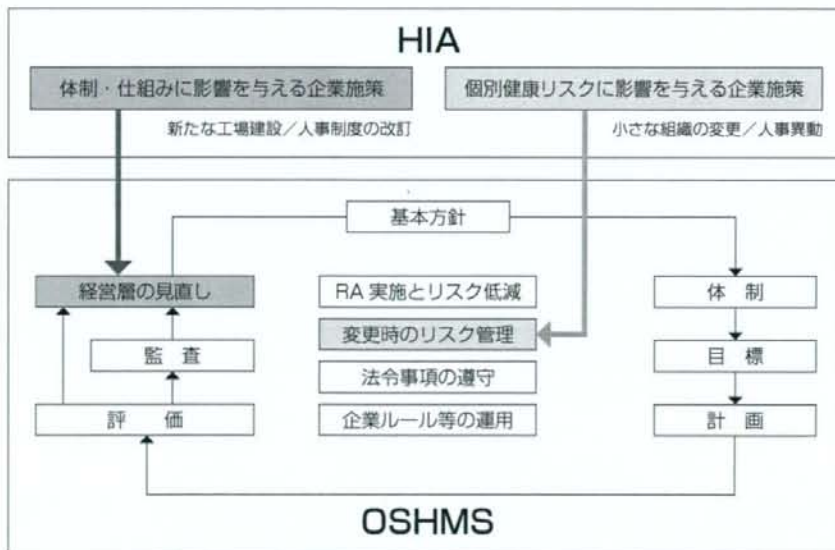 HIA
体制・仕組みに影響を与える企業施策
個別健康リスクに影響を与える企業施策
新たな工場建設／人事制度の改訂
小さな組織の変更／人事異動
基本方針
経営層の見直し
RA 実施とリスク低減
体 制
変更時のリスク管理
監 査
目 標
法令事項の遵守
評 価
企業ルール等の運用
計 画
OSHMS